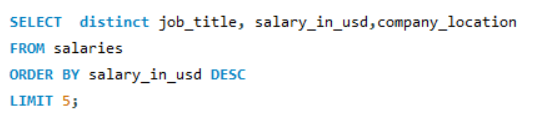 SELECT  distinct job_title, salary_in_usd,company_location
FROM salaries
ORDER BY salary_in_usd DESC
LIMIT 5;